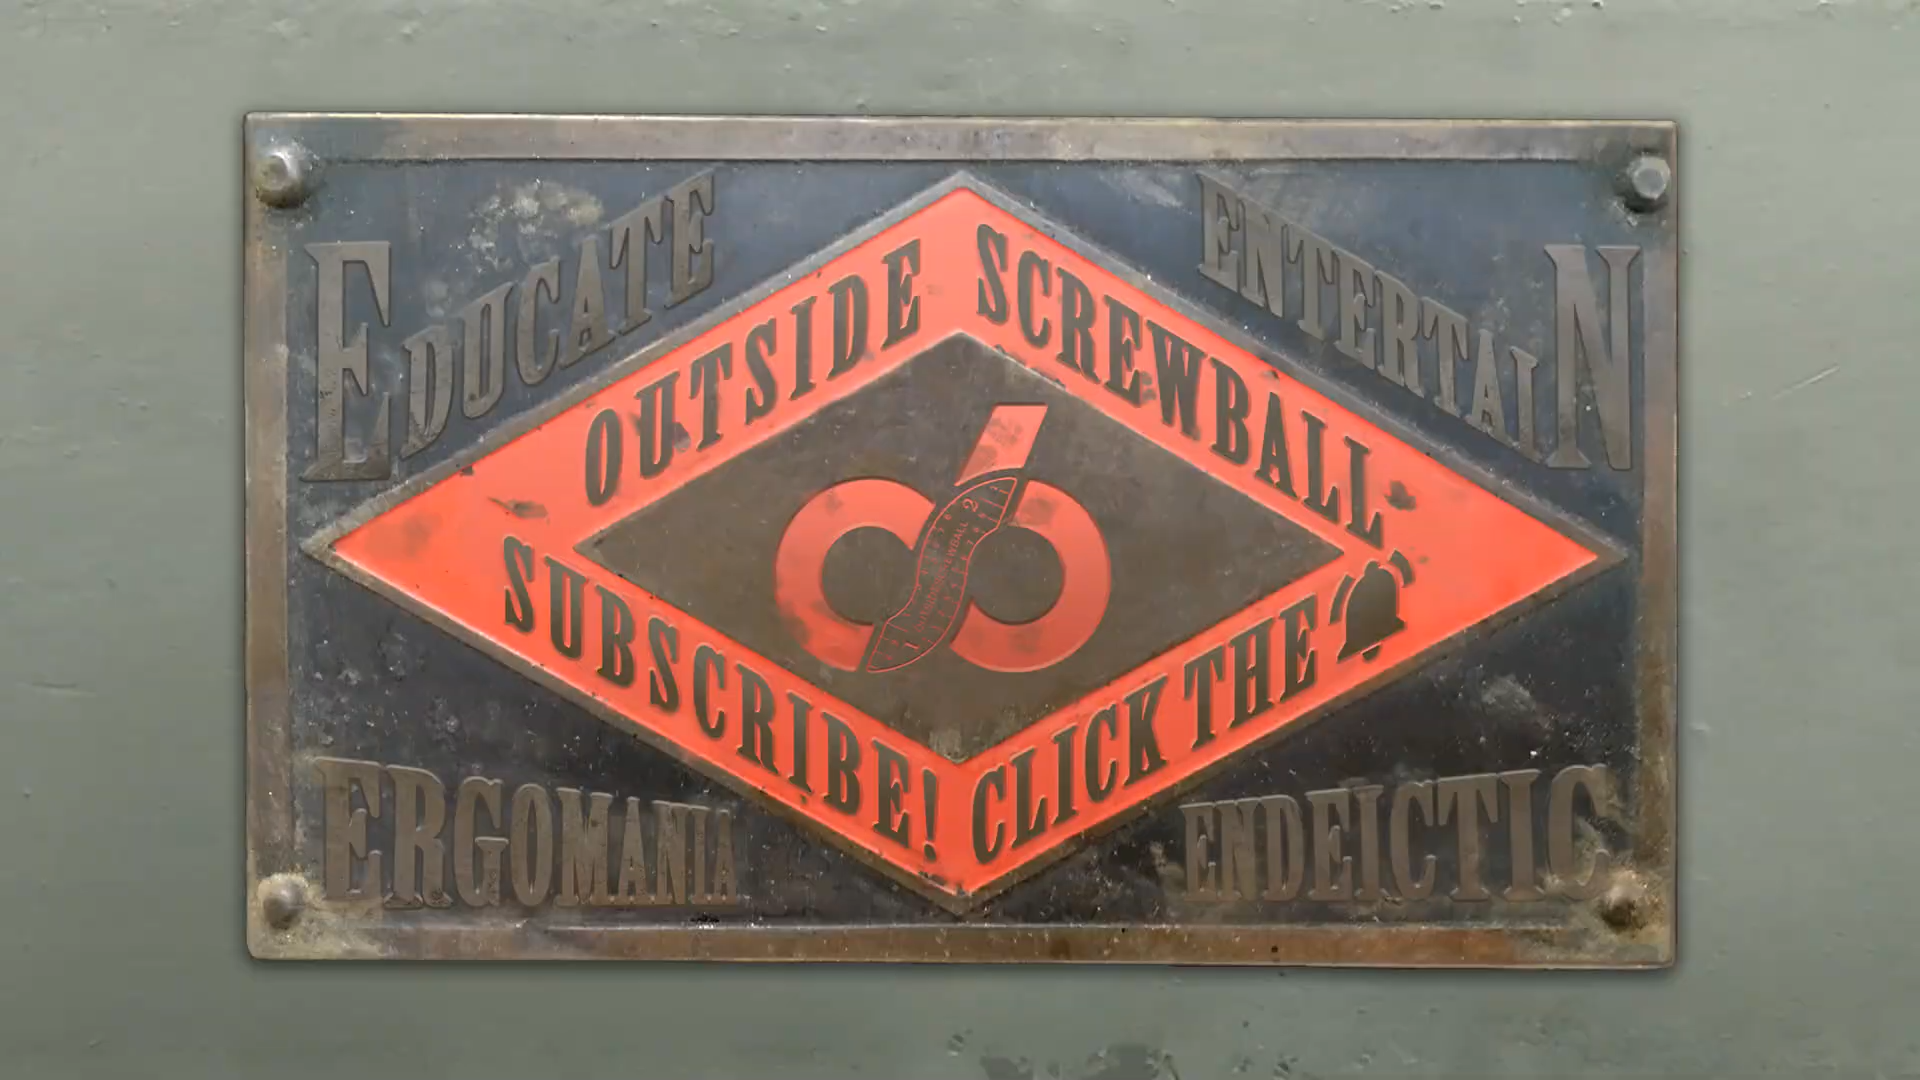 EDUCATE
ENTERTAIN
OUTSIDE SCREWBALL
SUBSCRIBE! CLICK THE
ERGOMANIA
ENDEICTIC